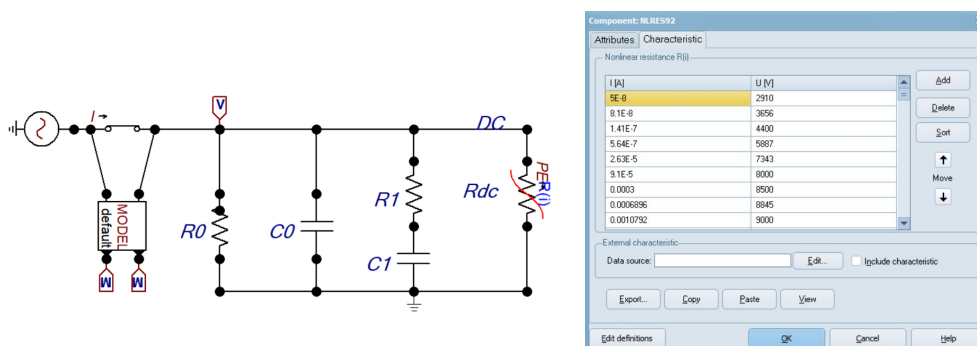 I
V
DC
MODEL
default
M
M
R0
C0
R1
C1
Rdc
R(i)
Component: NLRES92
Attributes
Characteristic
Nonlinear resistance R(i)
I [A]
U [V]
5E-8
2910
8.1E-8
3656
1.41E-7
4400
5.64E-7
5887
2.63E-5
7343
9.1E-5
8000
0.0003
8500
0.0006896
8845
0.0010792
9000
Add
Delete
Sort
Move
External characteristic
Data source:
Edit...
Include characteristic
Export...
Copy
Paste
View
Edit definitions
OK
Cancel
Help